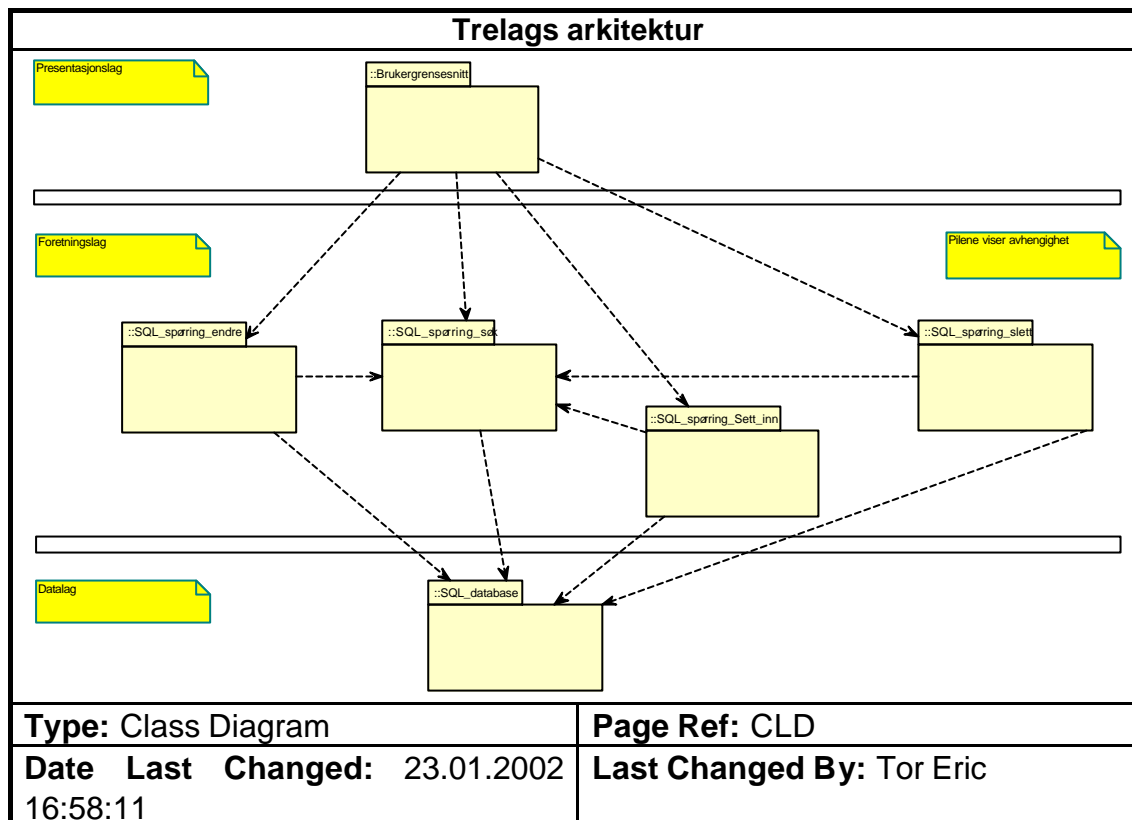 Trelags arkitektur
Presentasjonslag
::Brukergrensesnitt
Foretningslag
Pilene viser avhengighet
::SQL_spørring_endre
::SQL_spørring_søk
::SQL_spørring_slett
::SQL_spørring_Sett_inn
Datalag
::SQL_database
Type: Class Diagram
Page Ref: CLD
Date Last Changed: 23.01.2002
16:58:11
Last Changed By: Tor Eric